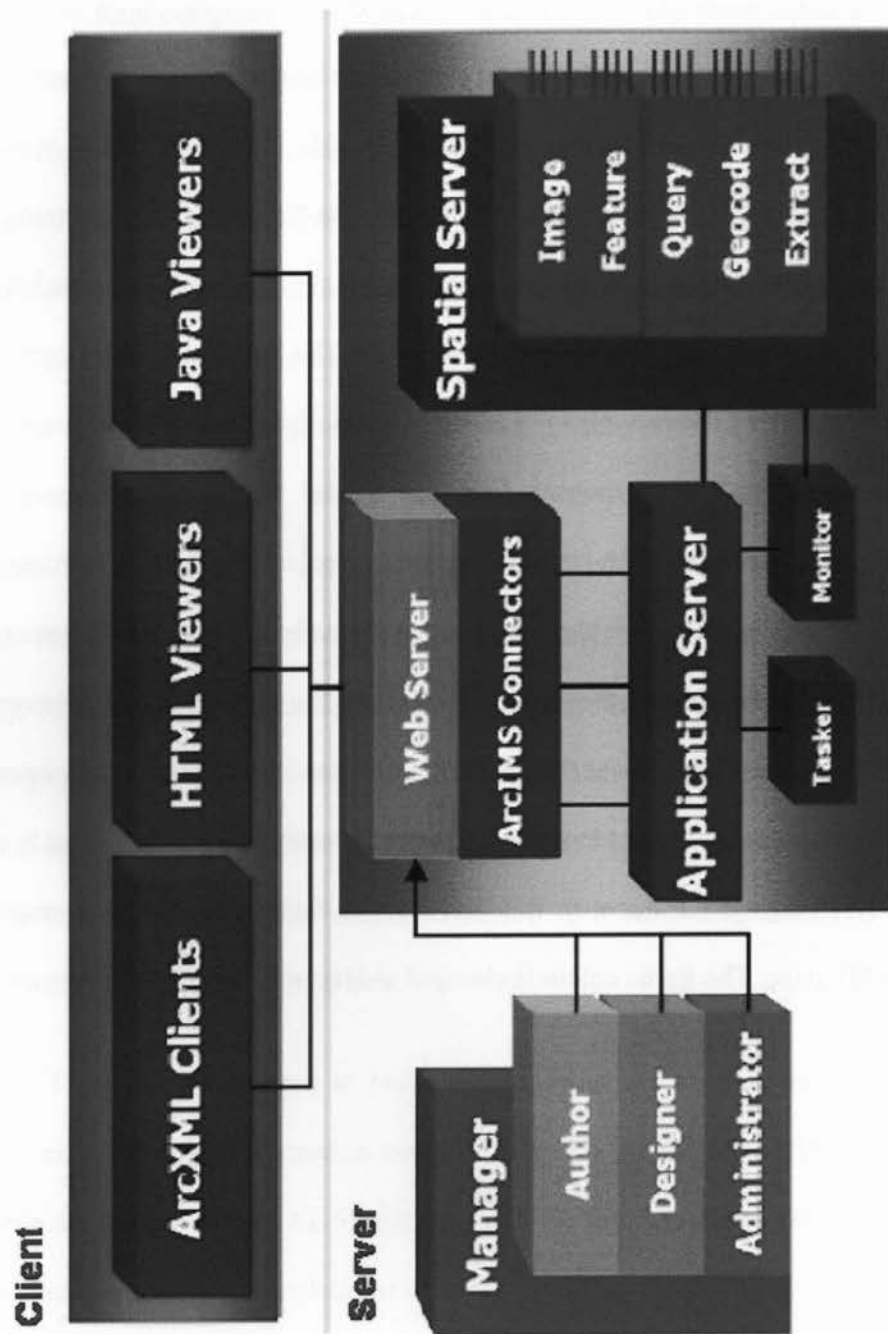 Client
ArcXML Clients
HTML Viewers
Java Viewers
Server
Manager
Author
Designer
Administrator
Web Server
ArcIMS Connectors
Application Server
Tasker
Monitor
Spatial Server
Image
Feature
Query
Geocode
Extract